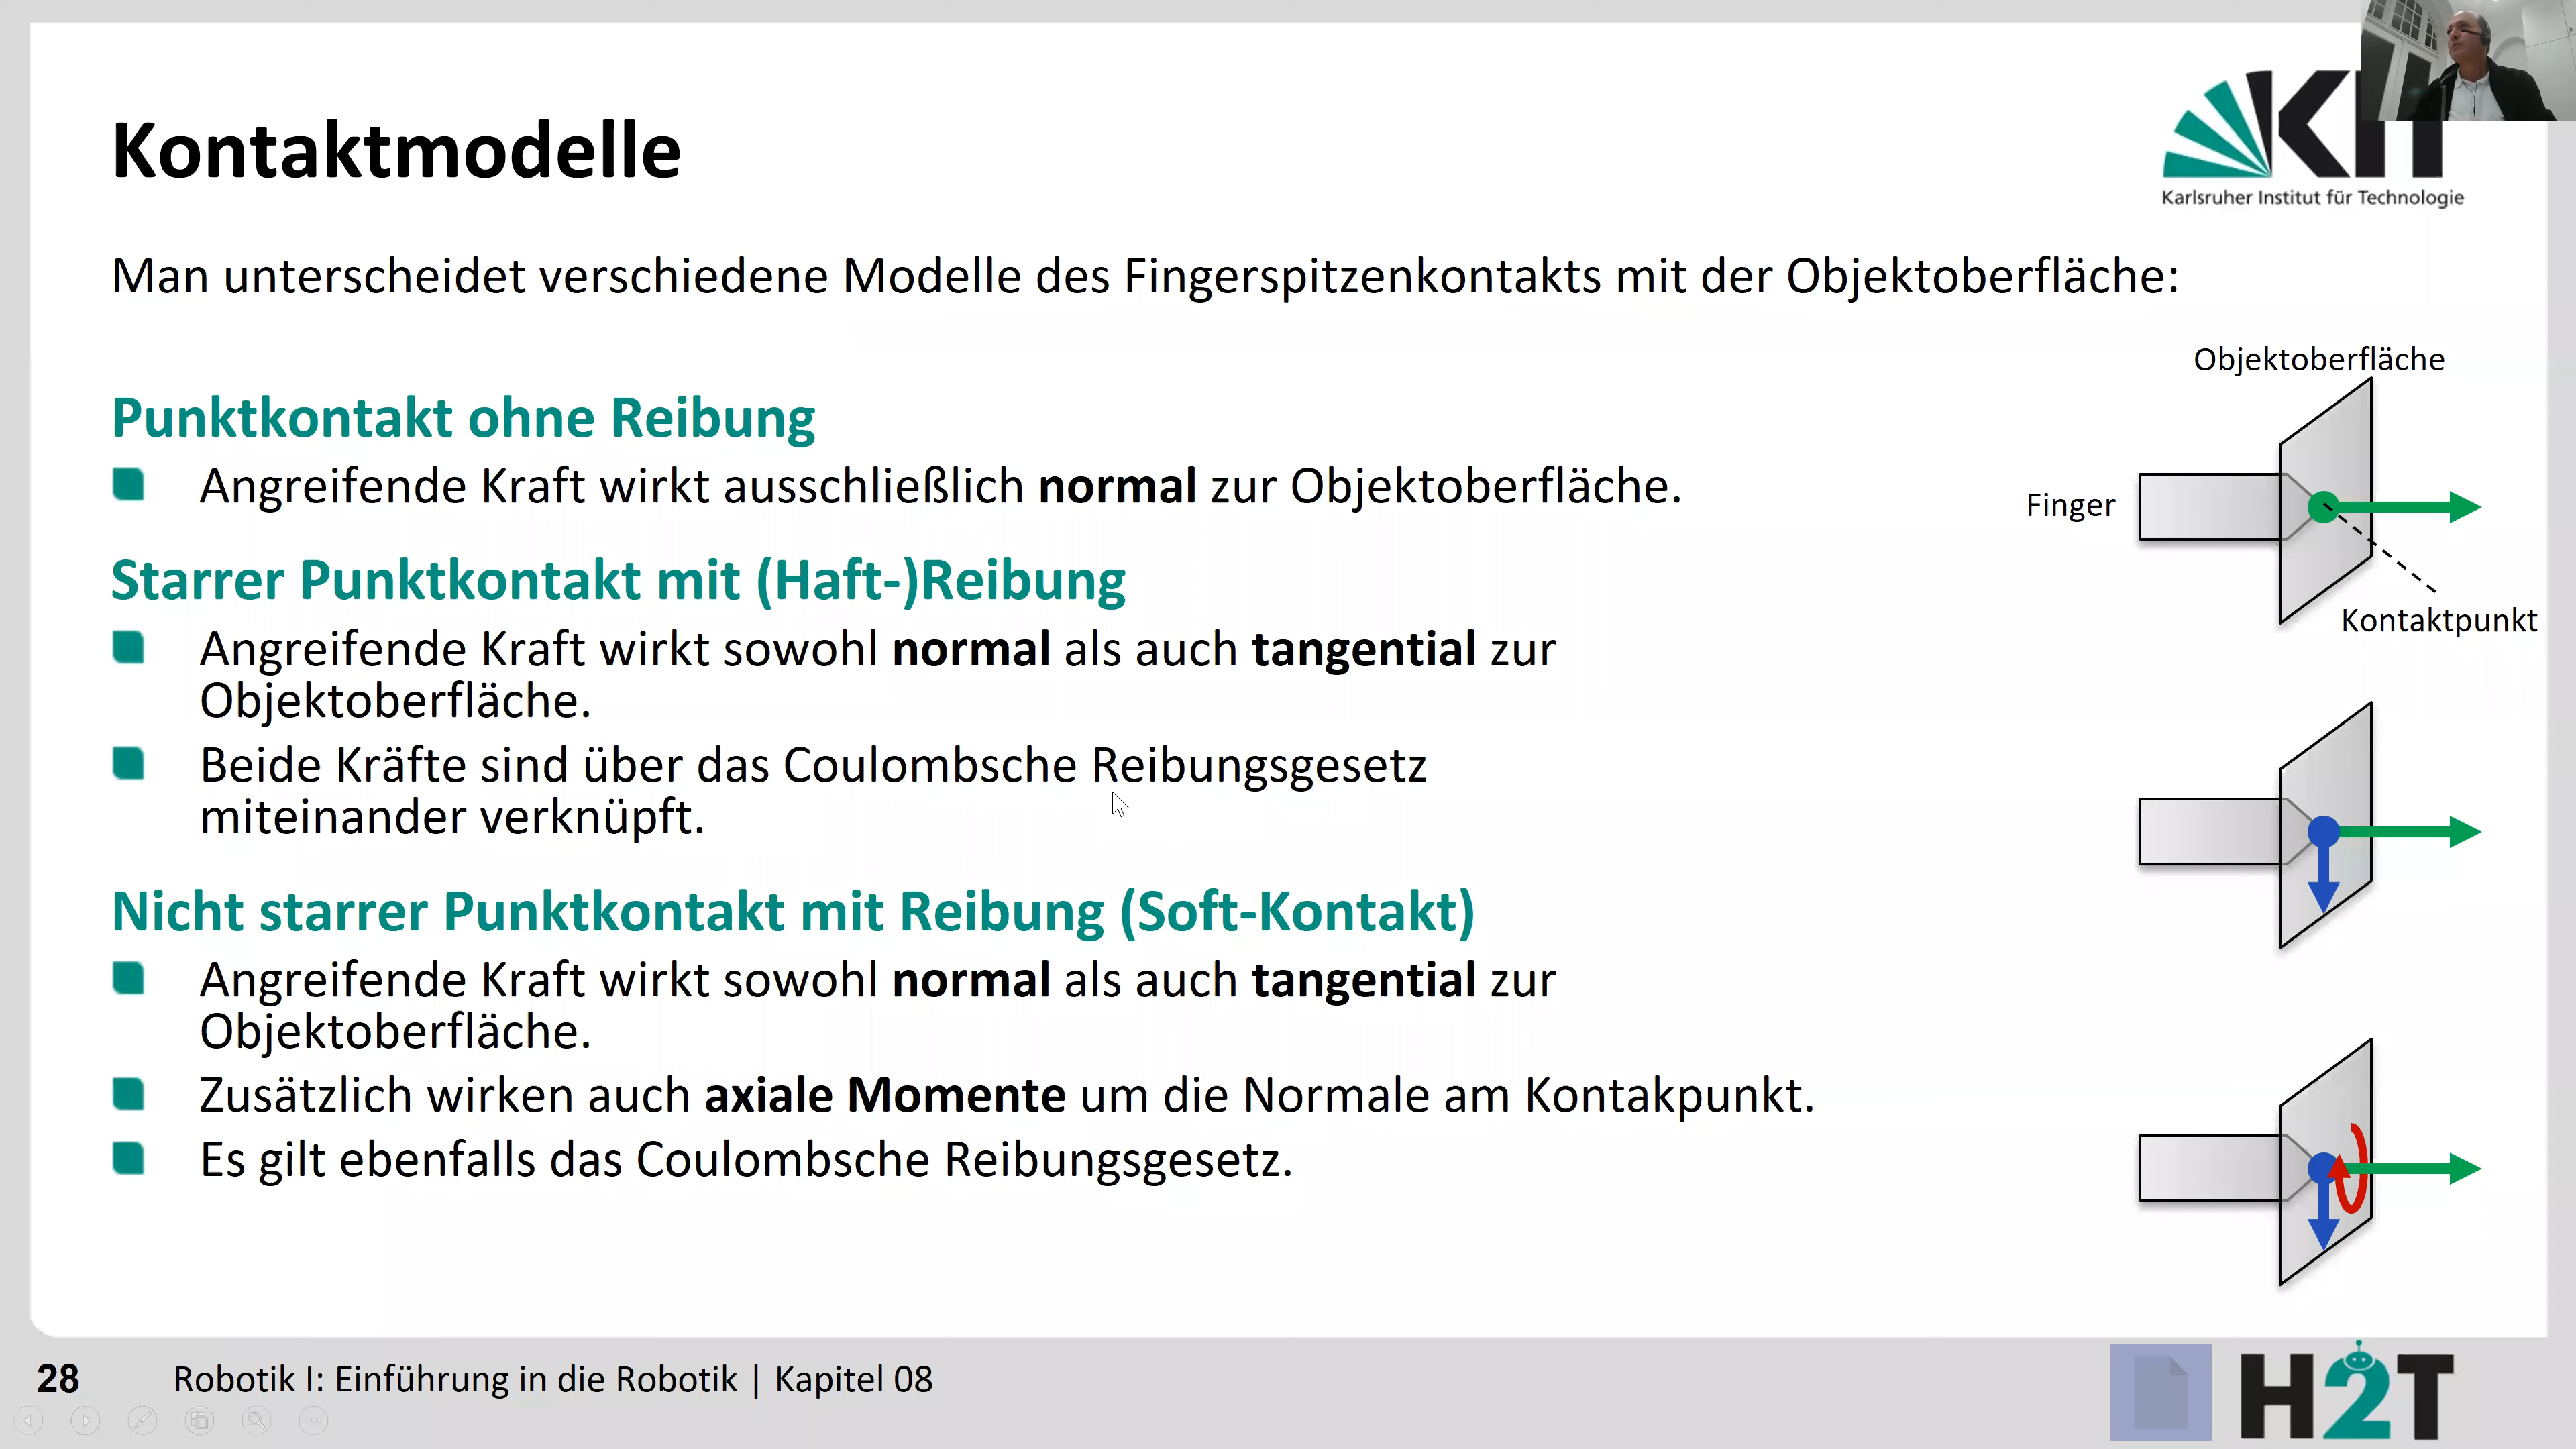 Kontaktmodelle
KIT
Karlsruher Institut für Technologie
Man unterscheidet verschiedene Modelle des Fingerspitzenkontakts mit der Objektoberfläche:
Objektoberfläche
Punktkontakt ohne Reibung
Angreifende Kraft wirkt ausschließlich normal zur Objektoberfläche.
Finger
Kontaktpunkt
Starrer Punktkontakt mit (Haft-)Reibung
Angreifende Kraft wirkt sowohl normal als auch tangential zur
Objektoberfläche.
Beide Kräfte sind über das Coulombsche Reibungsgesetz
miteinander verknüpft.
Nicht starrer Punktkontakt mit Reibung (Soft-Kontakt)
Angreifende Kraft wirkt sowohl normal als auch tangential zur
Objektoberfläche.
Zusätzlich wirken auch axiale Momente um die Normale am Kontakpunkt.
Es gilt ebenfalls das Coulombsche Reibungsgesetz.
28 Robotik I: Einführung in die Robotik | Kapitel 08
H2T